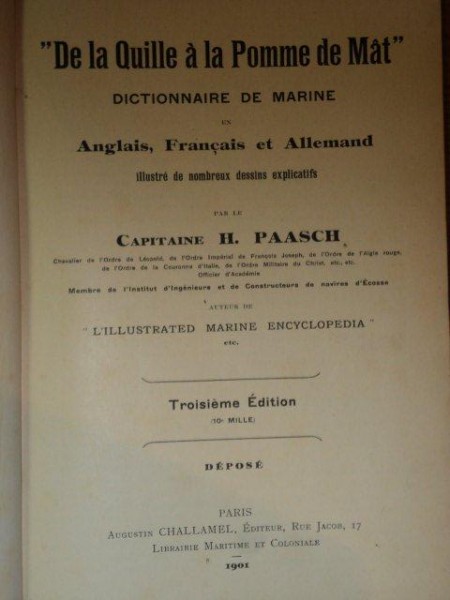 "De la Quille à la Pomme de Mât"
DICTIONNAIRE DE MARINE
EN
Anglais, Français et Allemand
illustré de nombreux dessins explicatifs
PAR LE
CAPITAINE H. PAASCH,
Chevalier de l'Ordre de Léopold, de l'Ordre Impérial de François Joseph, de l'Ordre de l'Aigle rouge,
de l'Ordre de la Couronne d'Italie, de l'Ordre Militaire du Christ, etc. etc.
Officier d'Académie
Membre de l'Institut d'Ingénieurs et de Constructeurs de navires d'Écosse
AUTEUR DE
"L'ILLUSTRATED MARINE ENCYCLOPEDIA"
etc.
Troisième Édition
(10e MILLE)
DÉPOSÉ
PARIS
AUGUSTIN CHALLAMEL, ÉDITEUR, RUE JACOB, 17
LIBRAIRIE MARITIME ET COLONIALE
1901